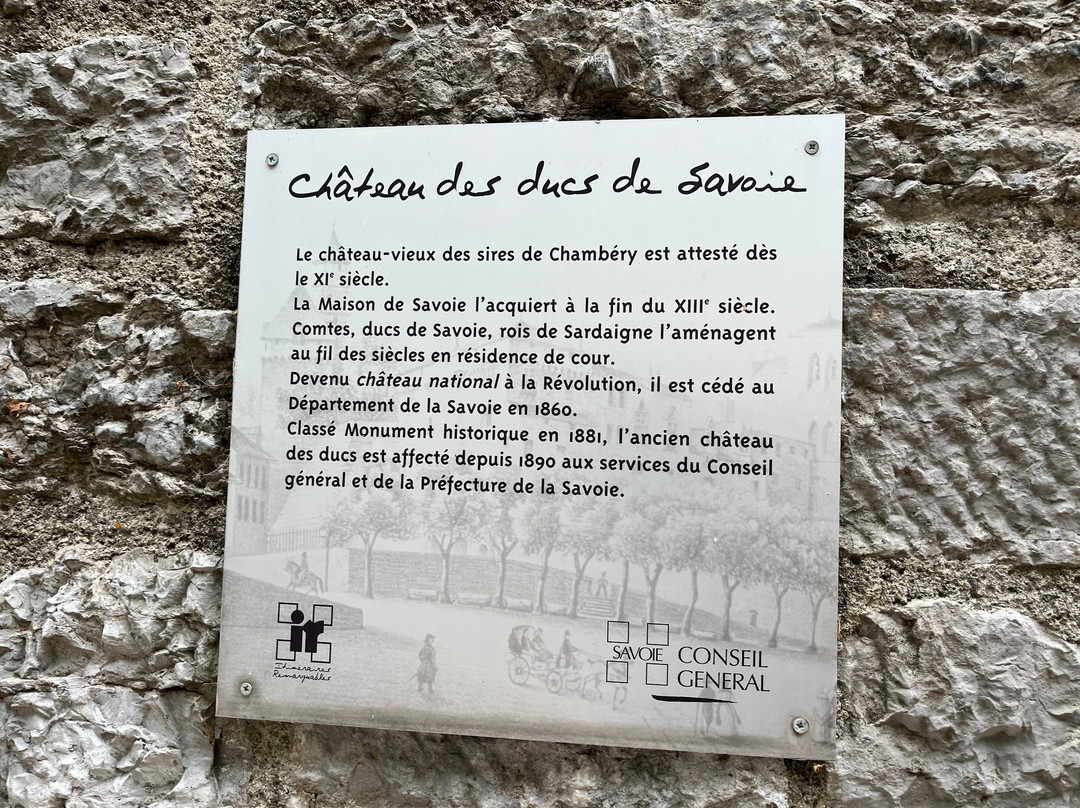 Château des ducs de Savoie
Le château-vieux des sires de Chambéry est attesté dès
le XIᵉ siècle.
La Maison de Savoie l'acquiert à la fin du XIIIᵉ siècle.
Comtes, ducs de Savoie, rois de Sardaigne l'aménagent
au fil des siècles en résidence de cour.
Devenu château national à la Révolution, il est cédé au
Département de la Savoie en 1860.
Classé Monument historique en 1881, l'ancien château
des ducs est affecté depuis 1890 aux services du Conseil
général et de la Préfecture de la Savoie.
ir
Itinéraires
Remarquables
SAVOIE CONSEIL
GENERAL